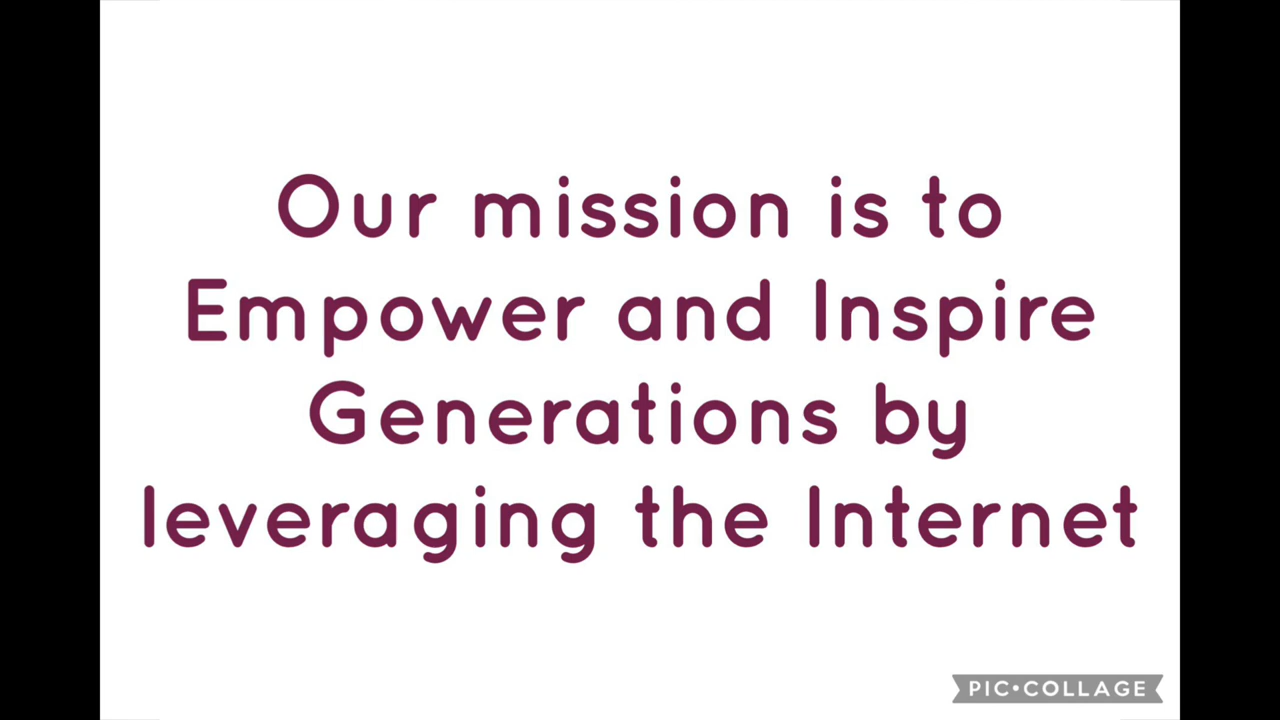 Our mission is to
Empower and Inspire
Generations by
leveraging the Internet
PIC•COLLAGE